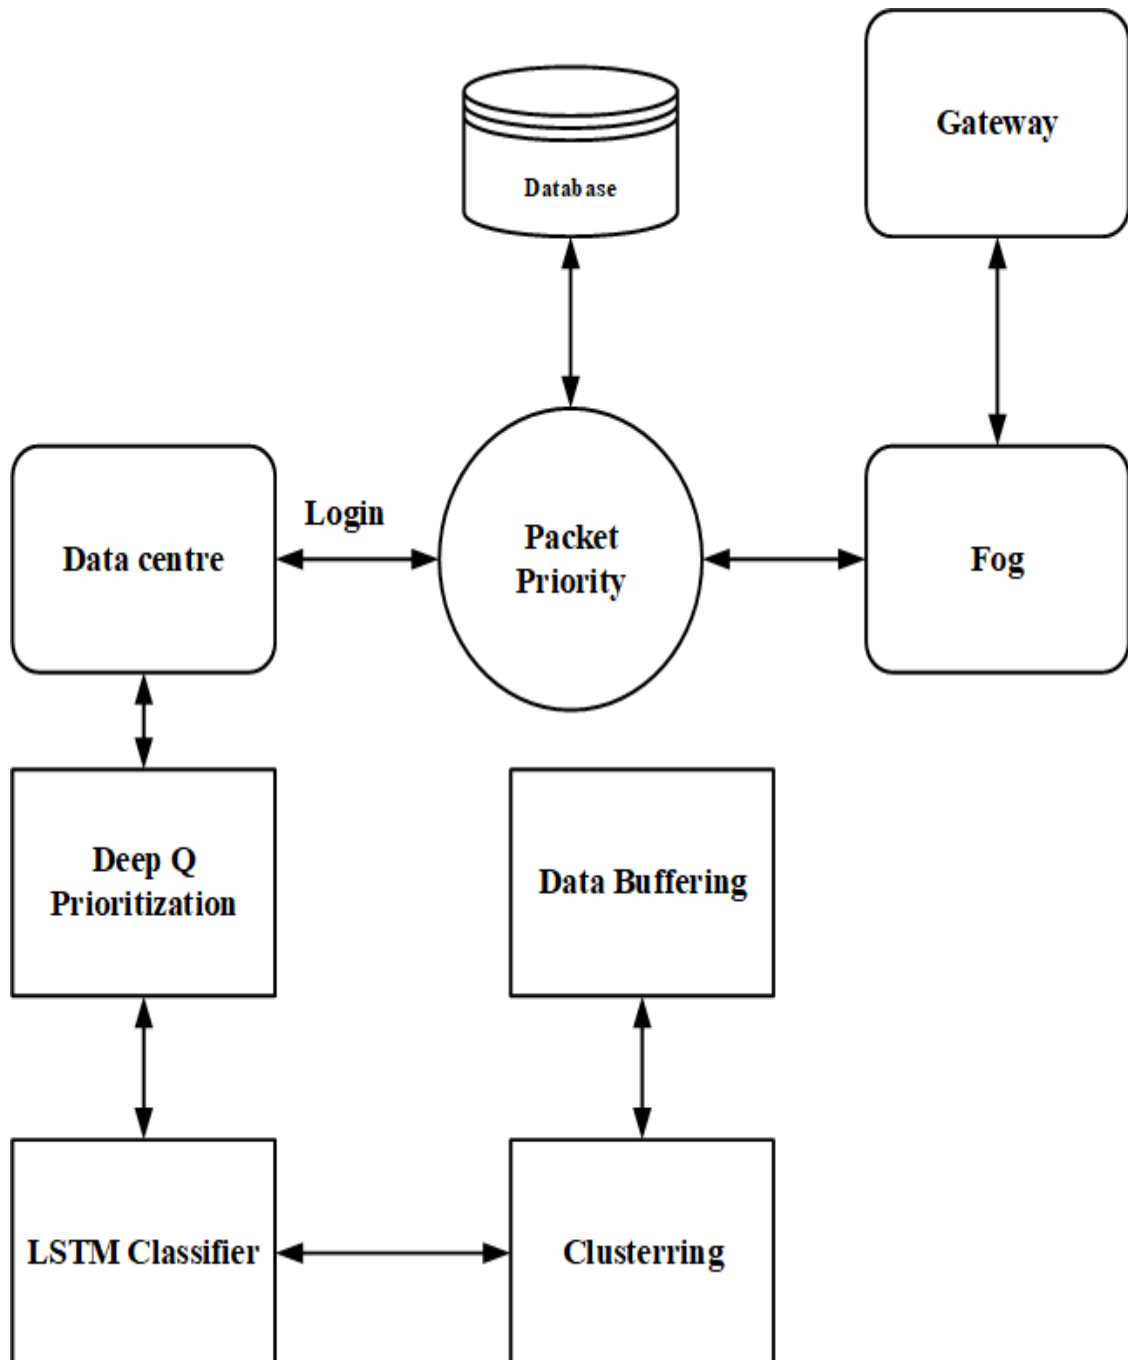 Gateway
Database
Login
Data centre
Packet
Priority
Fog
Deep Q
Prioritization
Data Buffering
LSTM Classifier
Clusterring